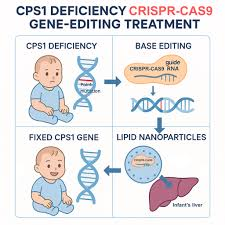 CPS1 DEFICIENCY CRISPR-CAS9
GENE-EDITING TREATMENT
CPS1 DEFICIENCY
Point
BASE EDITING
guide
CRISPR-CAS9 RNA
FIXED CPS1 GENE
LIPID NANOPARTICLES
Infant's liver